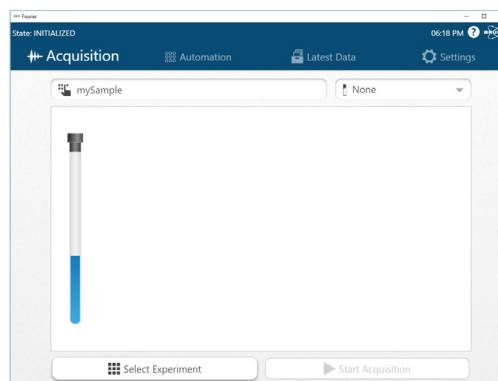 Fourier
State: INITIALIZED
06:18 PM ?
Acquisition Automation Latest Data Settings
mySample None
Select Experiment Start Acquisition